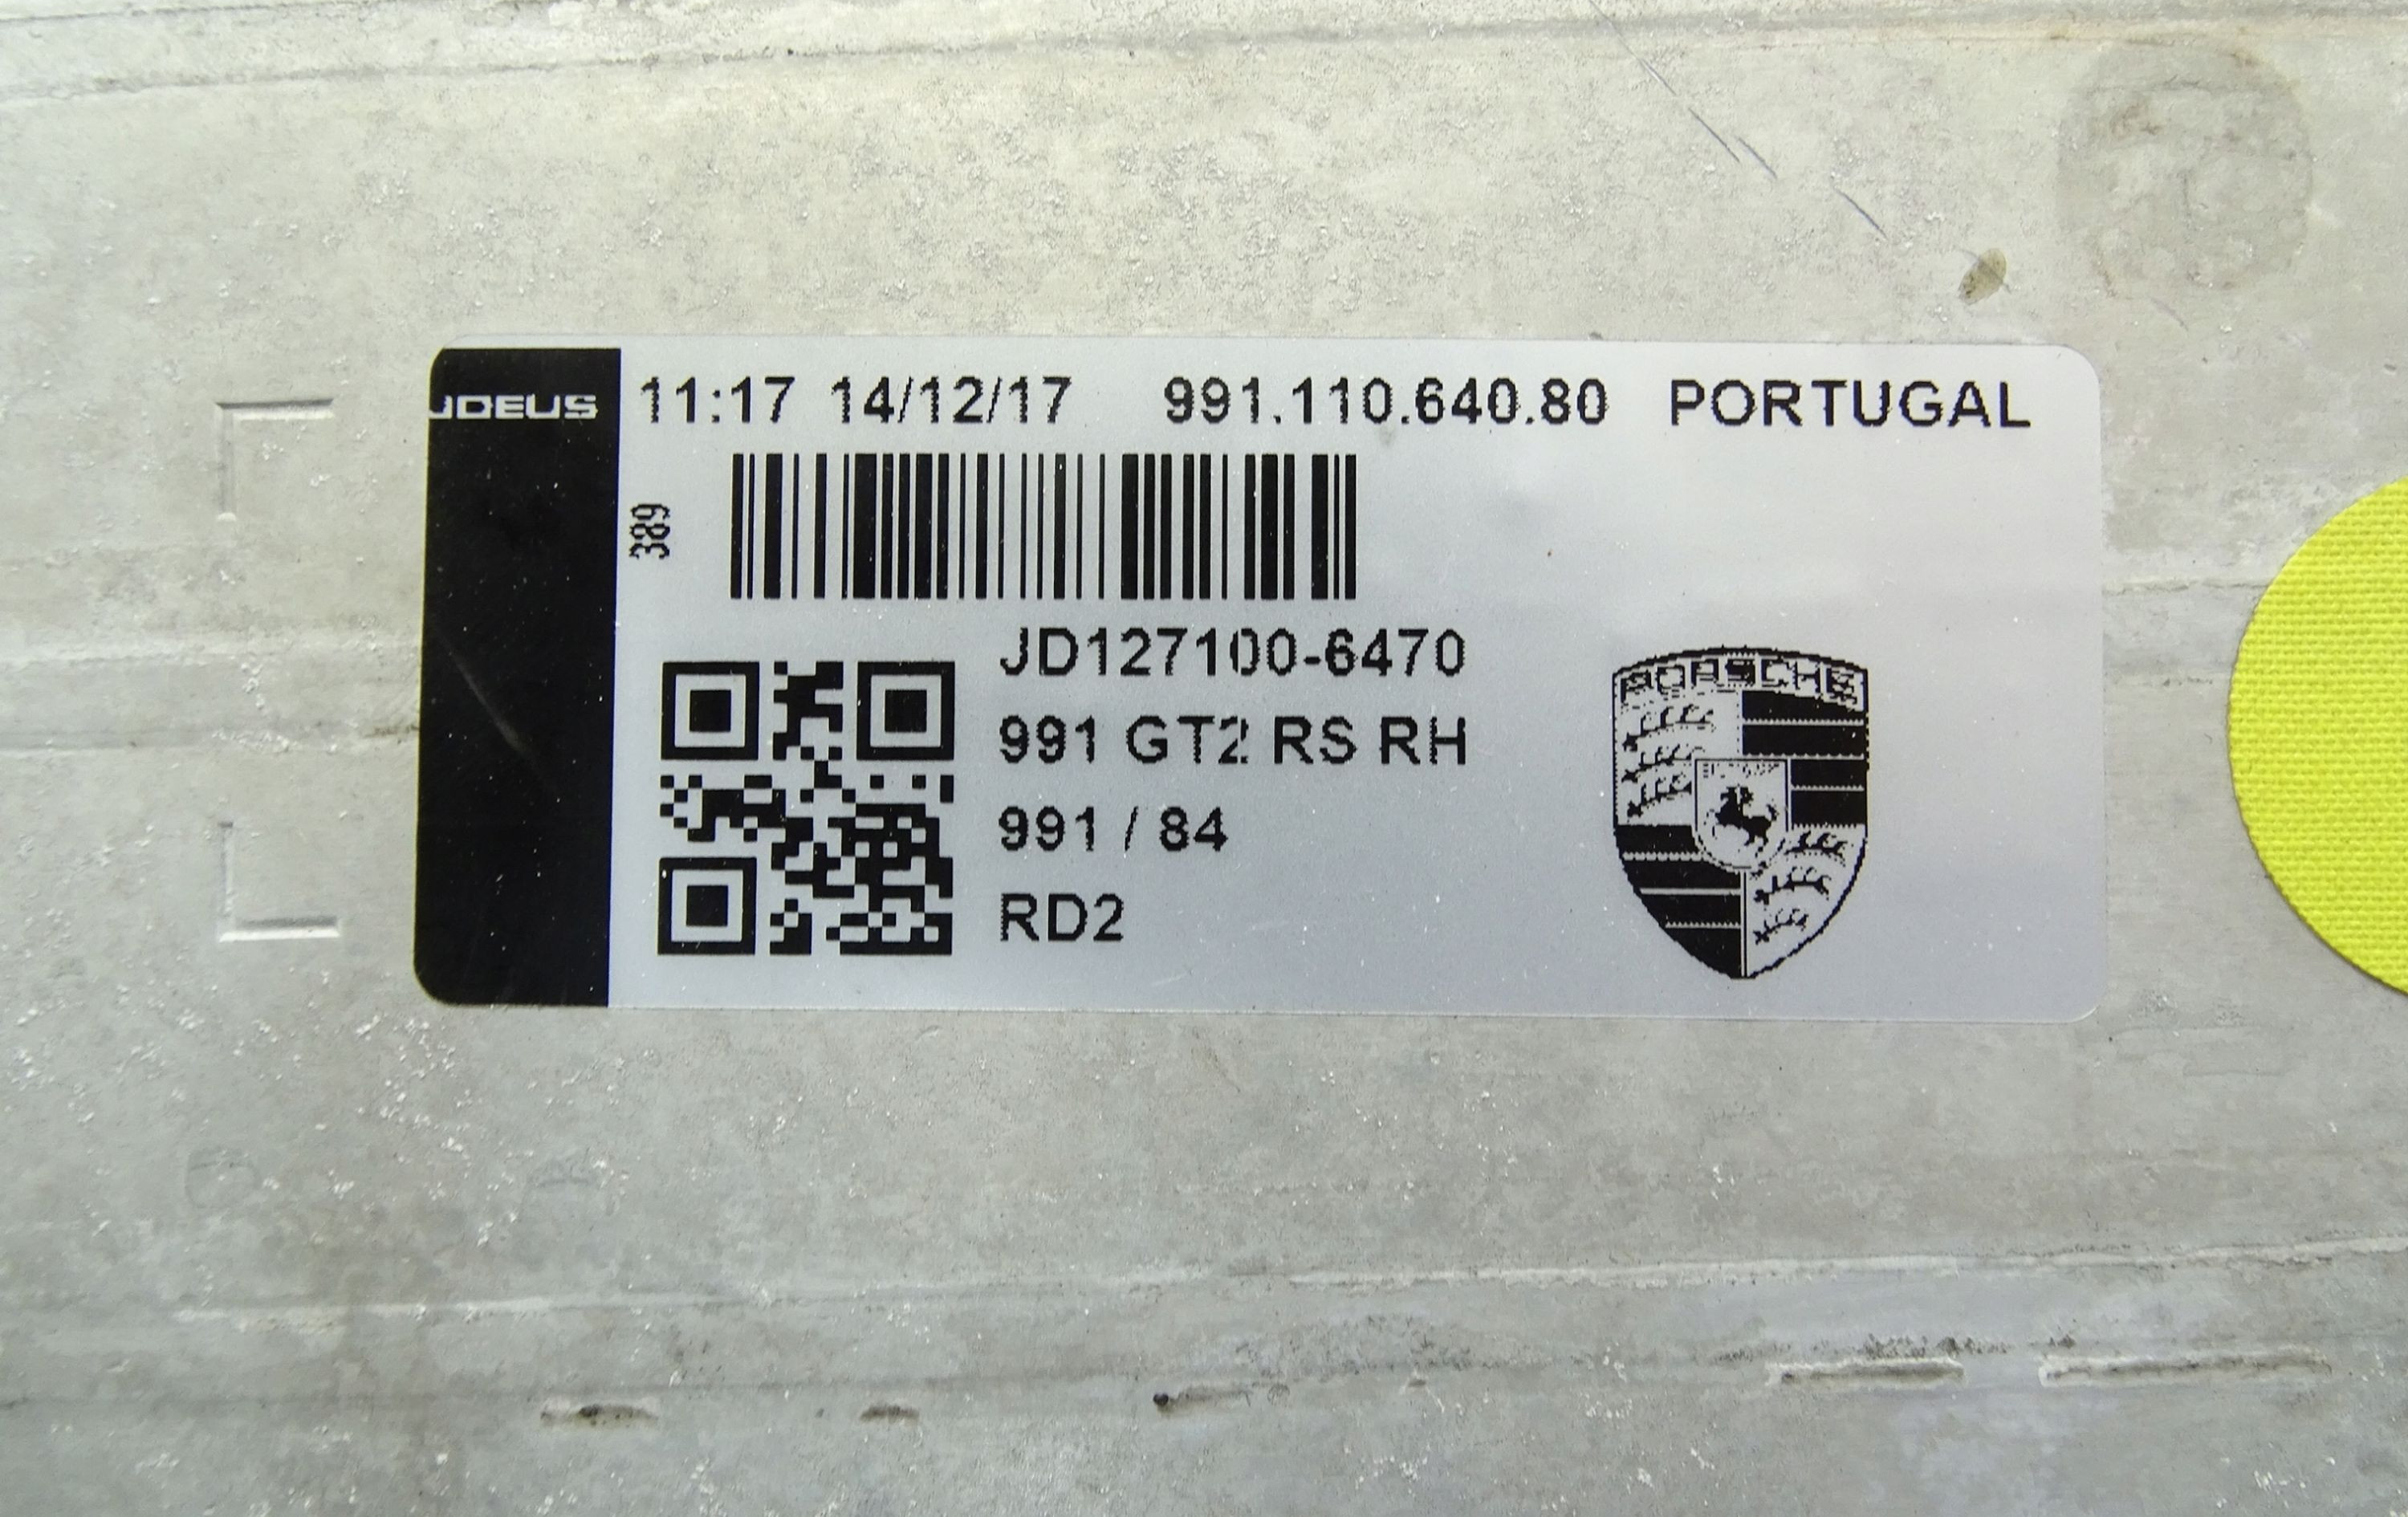 JDEUS 11:17 14/12/17 991.110.640.80 PORTUGAL
389
JD127100-6470
991 GT2 RS RH
991 / 84
RD2
PORSCHE